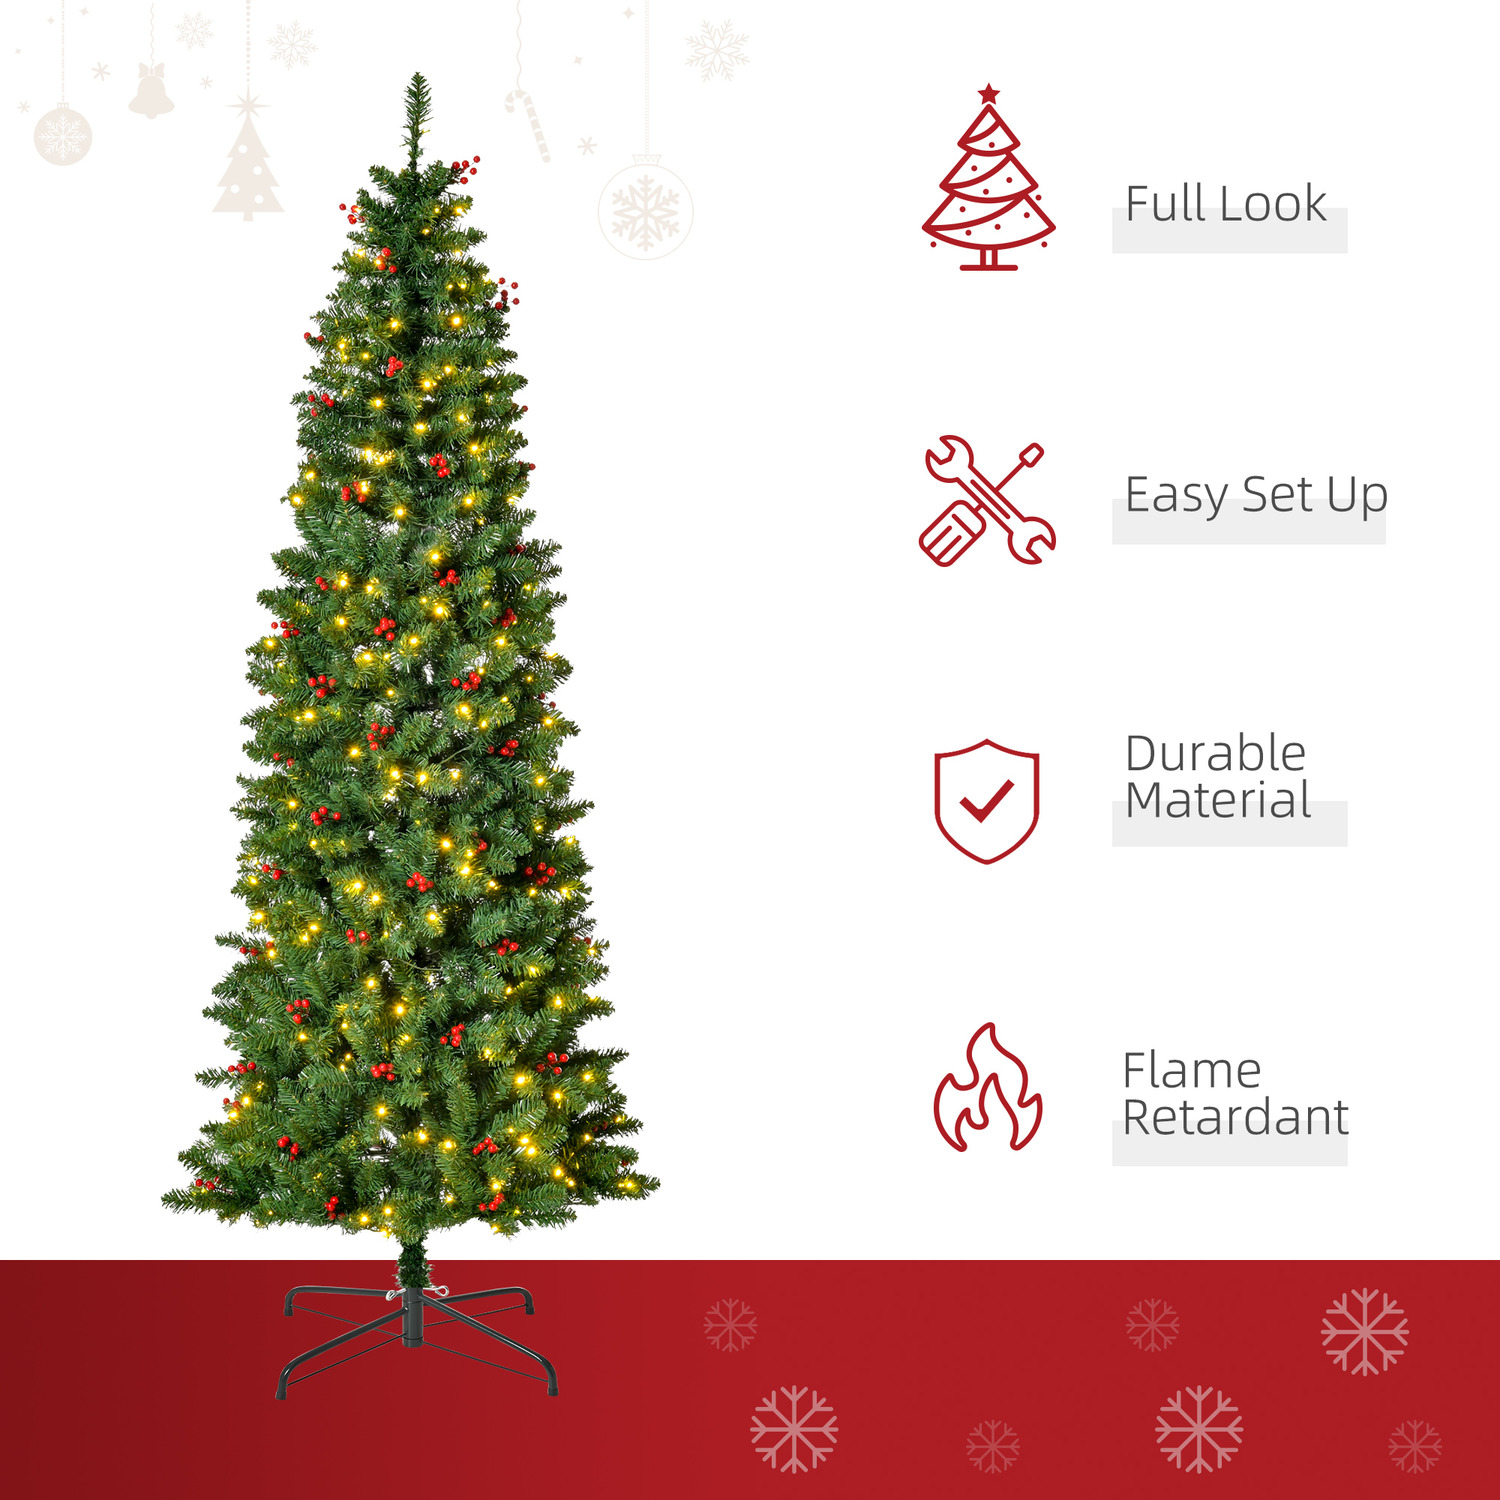 Full Look
Easy Set Up
Durable
Material
Flame
Retardant